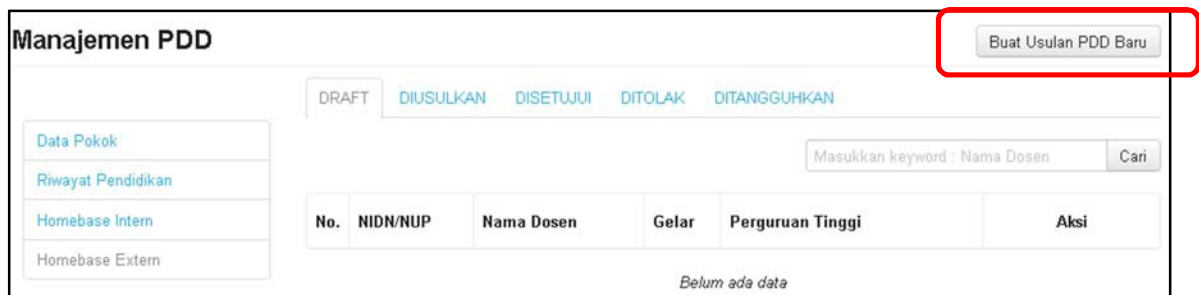 Manajemen PDD
Buat Usulan PDD Baru
DRAFT DIUSULKAN DISETUJUI DITOLAK DITANGGUHKAN
Data Pokok
Riwayat Pendidikan
Homebase Intern
Homebase Extern
Masukkan keyword : Nama Dosen Cari
No. NIDN/NUP Nama Dosen Gelar Perguruan Tinggi Aksi
Belum ada data